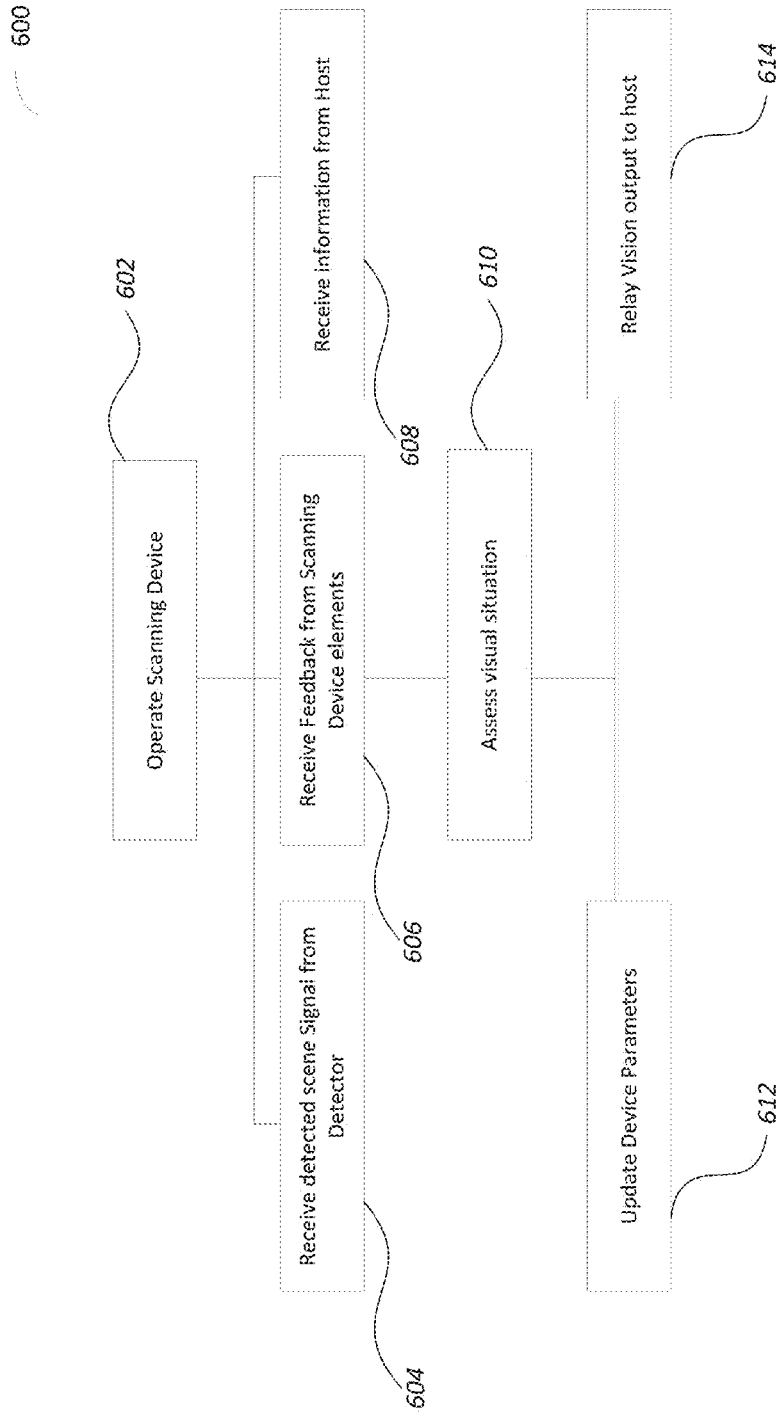 600
Operate Scanning Device
602
Receive detected scene Signal from
Detector
604
Receive Feedback from Scanning
Device elements
606
Receive information from Host
608
Assess visual situation
610
Update Device Parameters
612
Relay Vision output to host
614